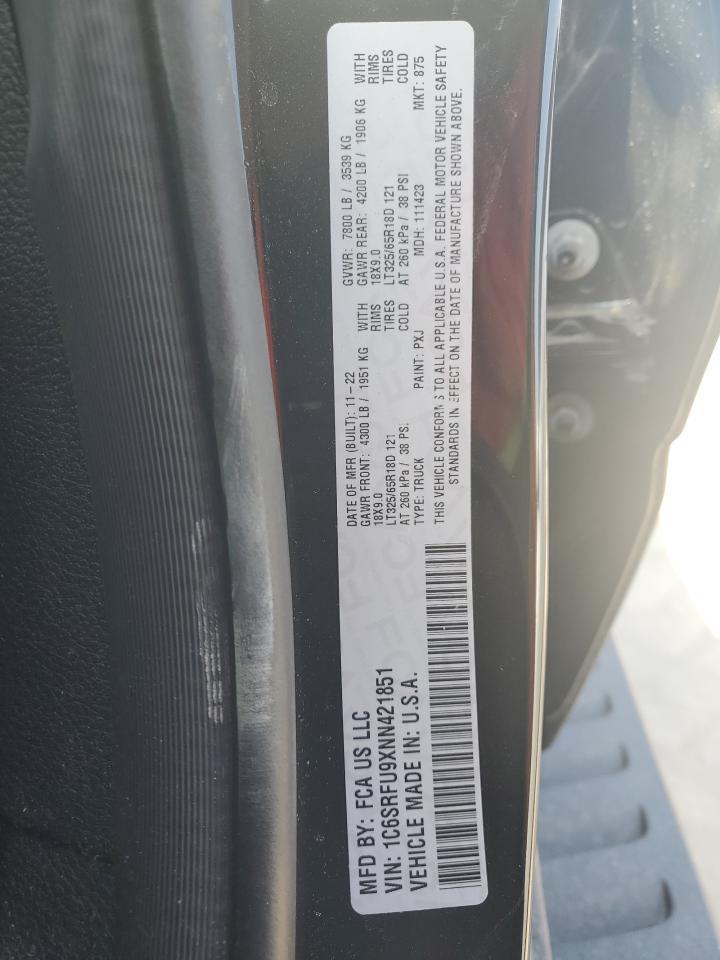 MFD BY: FCA US LLC
VIN: 1C6SRFU9XNN421851
VEHICLE MADE IN: U.S.A.
DATE OF MFR (BUILT): 11-22 GVWR: 7800 LB / 3539 KG
GAWR FRONT: 4300 LB / 1951 KG WITH GAWR REAR: 4200 LB / 1906 KG WITH
18X9.0 RIMS 18X9.0 RIMS
LT325/65R18D 121 TIRES LT325/65R18D 121 TIRES
AT 260 kPa / 38 PSI COLD AT 260 kPa / 38 PSI COLD
TYPE: TRUCK PAINT: PXJ MDH: 111423 MKT: 875
THIS VEHICLE CONFORMS TO ALL APPLICABLE U.S.A. FEDERAL MOTOR VEHICLE SAFETY
STANDARDS IN EFFECT ON THE DATE OF MANUFACTURE SHOWN ABOVE.